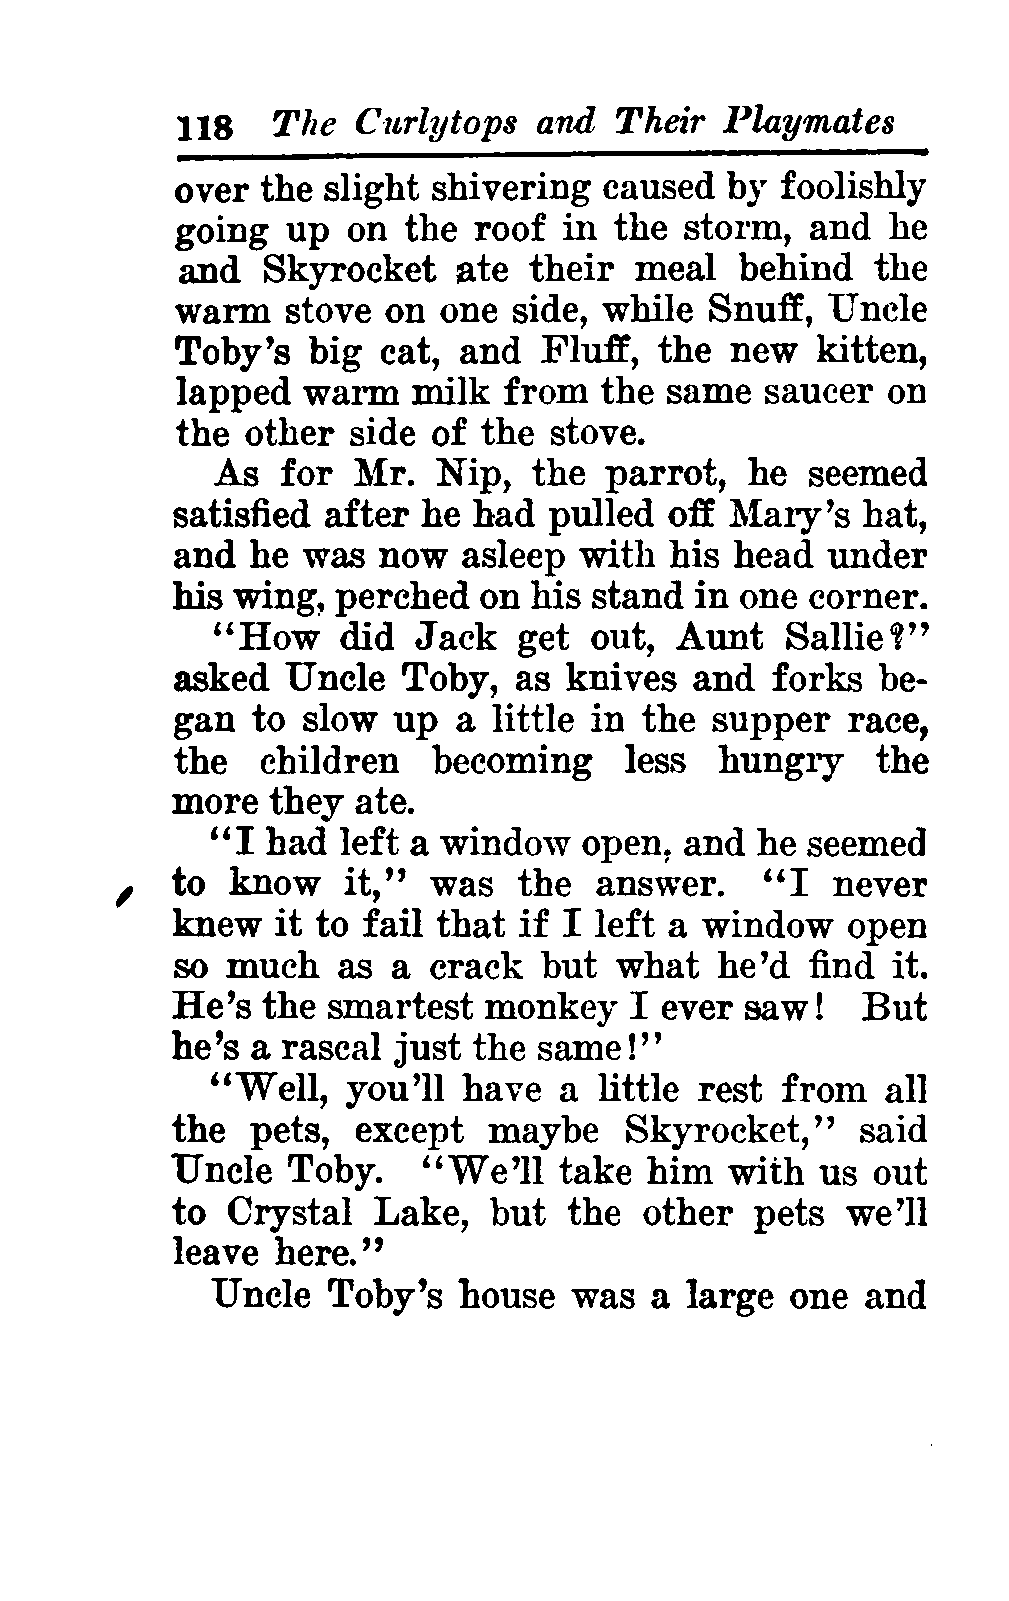 118 The Curlytops and Their Playmates
over the slight shivering caused by foolishly
going up on the roof in the storm, and he
and Skyrocket ate their meal behind the
warm stove on one side, while Snuff, Uncle
Toby's big cat, and Fluff, the new kitten,
lapped warm milk from the same saucer on
the other side of the stove.
As for Mr. Nip, the parrot, he seemed
satisfied after he had pulled off Mary's hat,
and he was now asleep with his head under
his wing, perched on his stand in one corner.
"How did Jack get out, Aunt Sallie?"
asked Uncle Toby, as knives and forks be-
gan to slow up a little in the supper race,
the children becoming less hungry the
more they ate.
"I had left a window open, and he seemed
to know it," was the answer. "I never
knew it to fail that if I left a window open
so much as a crack but what he'd find it.
He's the smartest monkey I ever saw! But
he's a rascal just the same!"
"Well, you'll have a little rest from all
the pets, except maybe Skyrocket," said
Uncle Toby. "We'll take him with us out
to Crystal Lake, but the other pets we'll
leave here."
Uncle Toby's house was a large one and